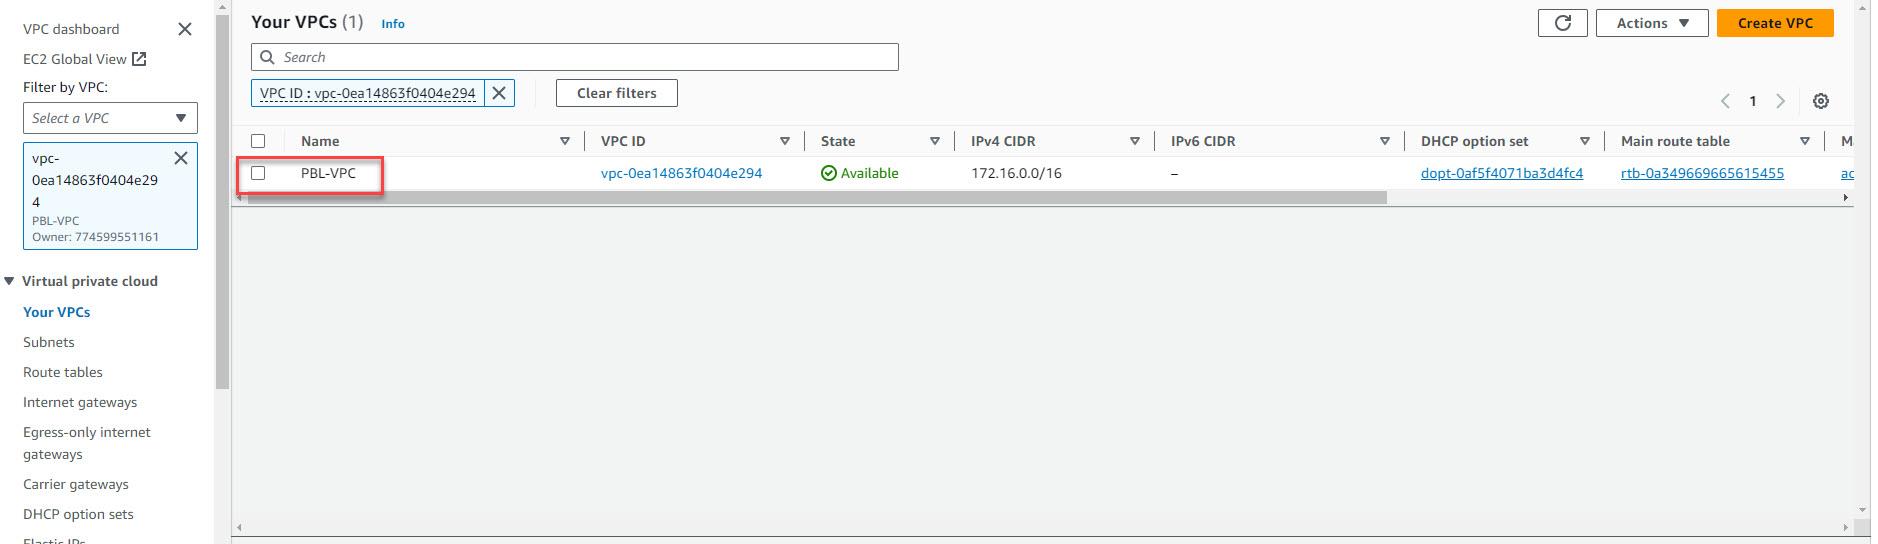 VPC dashboard
EC2 Global View
Filter by VPC:
Select a VPC
vpc-
0ea14863f0404e29
4
PBL-VPC
Owner: 774599551161
Virtual private cloud
Your VPCs
Subnets
Route tables
Internet gateways
Egress-only internet
gateways
Carrier gateways
DHCP option sets
Elastic IPs
Your VPCs (1) Info
Actions
Create VPC
Search
VPC ID : vpc-0ea14863f0404e294
Clear filters
1
Name VPC ID State IPv4 CIDR IPv6 CIDR DHCP option set Main route table
PBL-VPC vpc-0ea14863f0404e294 Available 172.16.0.0/16 – dopt-0af5f4071ba3d4fc4 rtb-0a349669665615455 ac